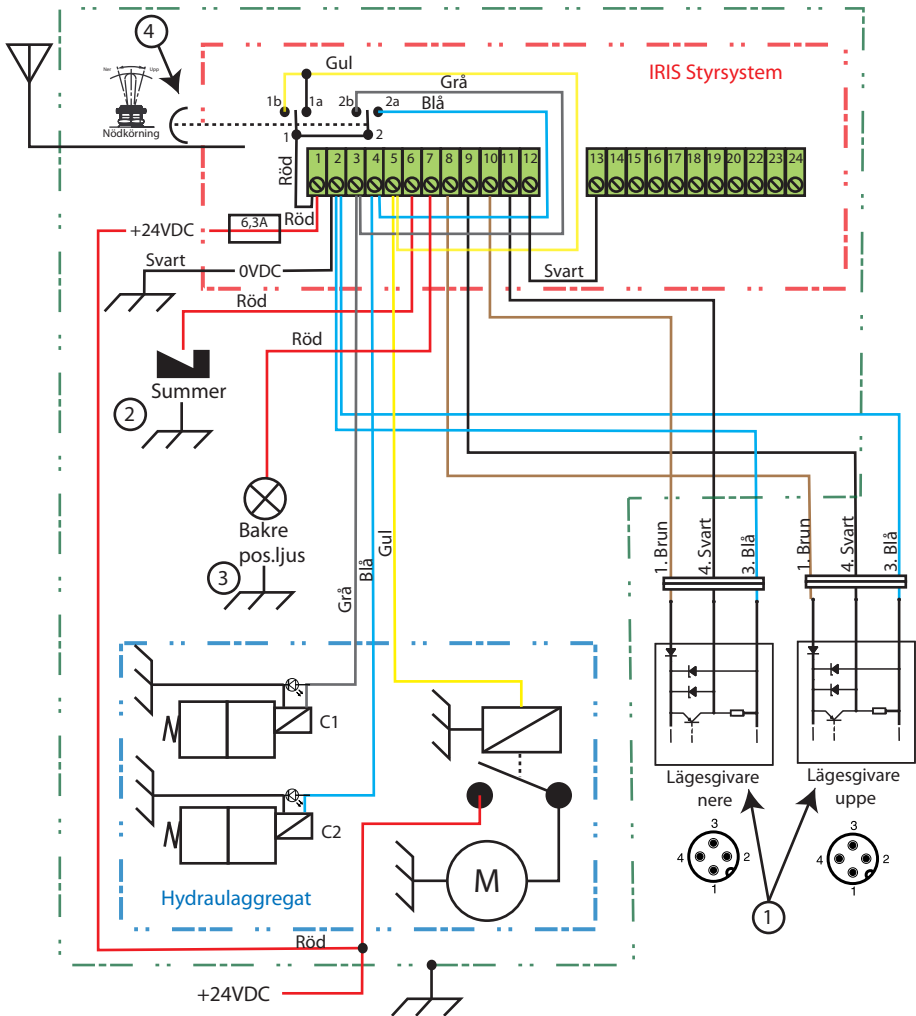 4
Ner
Upp
Nödkörning
Gul
Grå
Blå
IRIS Styrsystem
1b
1a
2b
2a
1
2
Röd
1 2 3 4 5 6 7 8 9 10 11 12
13 14 15 16 17 18 19 20 22 23 24
+24VDC
6,3A
Röd
Svart
0VDC
Svart
Röd
Röd
Summer
2
Bakre
pos.ljus
3
Grå
Blå
Gul
1. Brun
4. Svart
3. Blå
1. Brun
4. Svart
3. Blå
C1
C2
M
Hydraulaggregat
Lägesgivare
nere
Lägesgivare
uppe
3
4
2
1
3
4
2
1
1
Röd
+24VDC